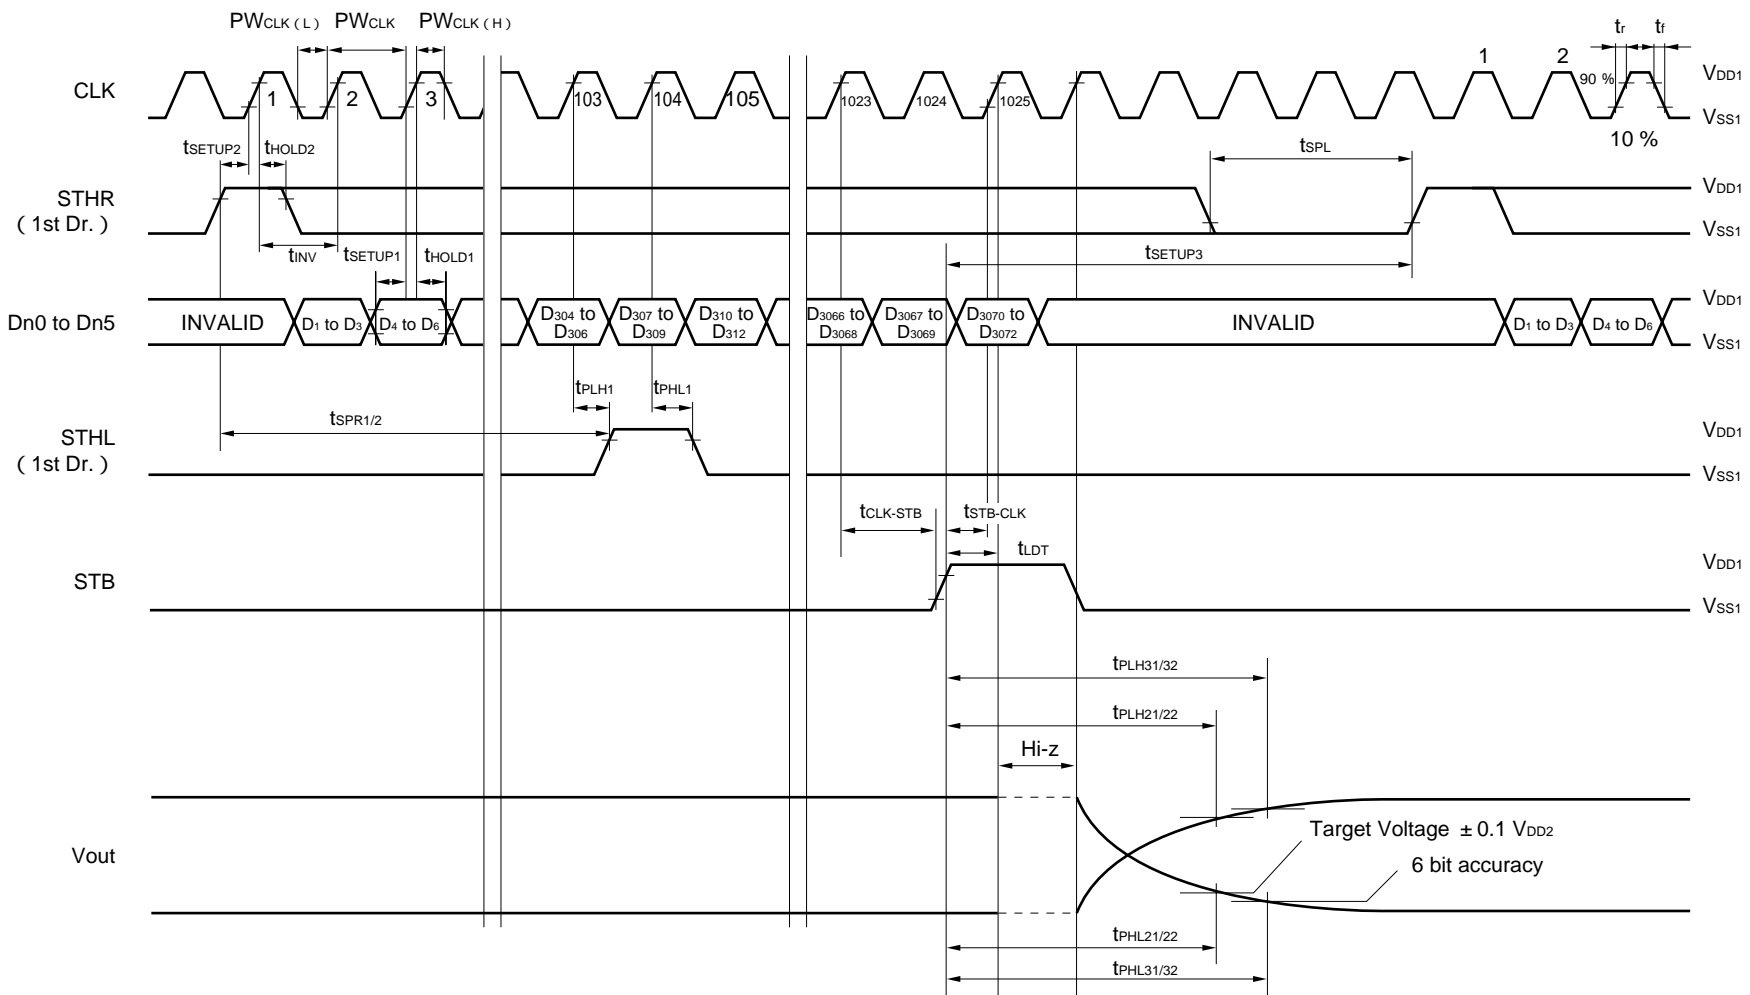 PWCLK ( L ) PWCLK PWCLK ( H )
tr tf
CLK
1 2 3 103 104 105 1023 1024 1025 1 2
90 %
10 %
VDD1
VSS1
tSETUP2 tHOLD2
tSPL
STHR
( 1st Dr. )
VDD1
VSS1
tINV tSETUP1 tHOLD1
tSETUP3
Dn0 to Dn5
INVALID
D1 to D3
D4 to D6
D304 to
D306
D307 to
D309
D310 to
D312
D3066 to
D3068
D3067 to
D3069
D3070 to
D3072
INVALID
D1 to D3
D4 to D6
VDD1
VSS1
tPLH1 tPHL1
tSPR1/2
STHL
( 1st Dr. )
VDD1
VSS1
tCLK-STB tSTB-CLK
tLDT
STB
VDD1
VSS1
tPLH31/32
tPLH21/22
Hi-z
Vout
Target Voltage ± 0.1 VDD2
6 bit accuracy
tPHL21/22
tPHL31/32